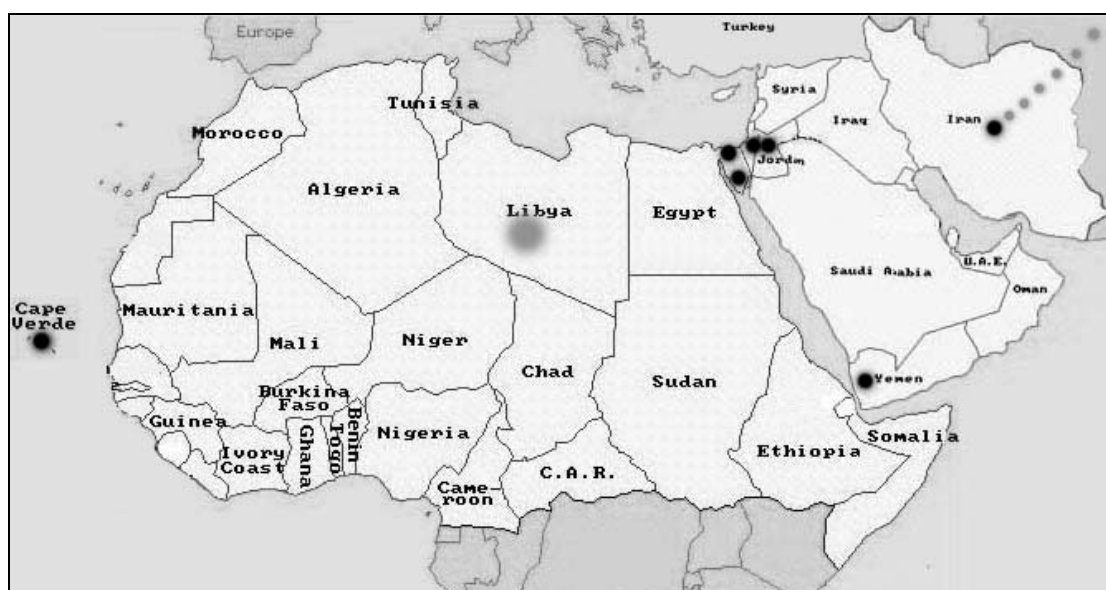 Europe
Turkey
Syria
Iraq
Iran
Tunisia
Morocco
Jordan
Algeria
Libya
Egypt
Saudi Arabia
U.A.E.
Oman
Cape
Verde
Mauritania
Mali
Niger
Chad
Sudan
Yemen
Burkina
Faso
Benin
Togo
Ghana
Guinea
Ivory
Coast
Nigeria
Ethiopia
Somalia
C.A.R.
Came-
roon